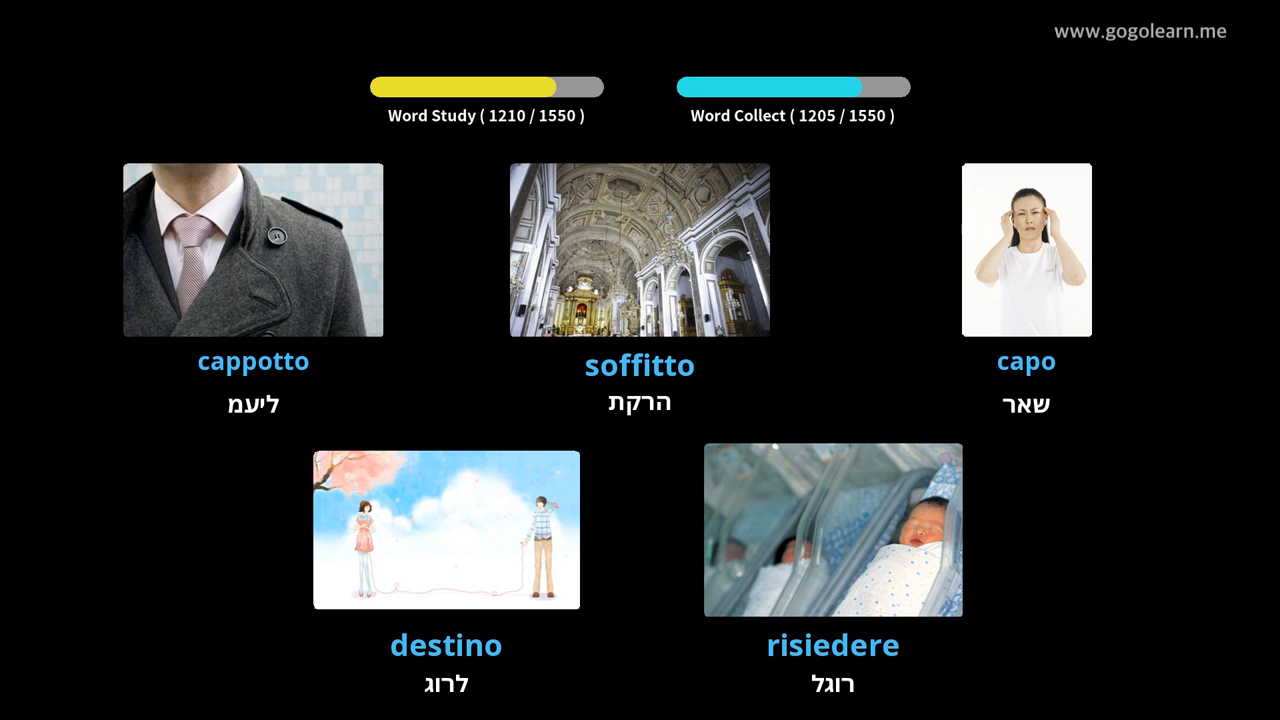 www.gogolearn.me
Word Study ( 1210 / 1550 )
Word Collect ( 1205 / 1550 )
cappotto
ליעמ
soffitto
הרקת
capo
שאר
destino
לרוג
risiedere
רוגל